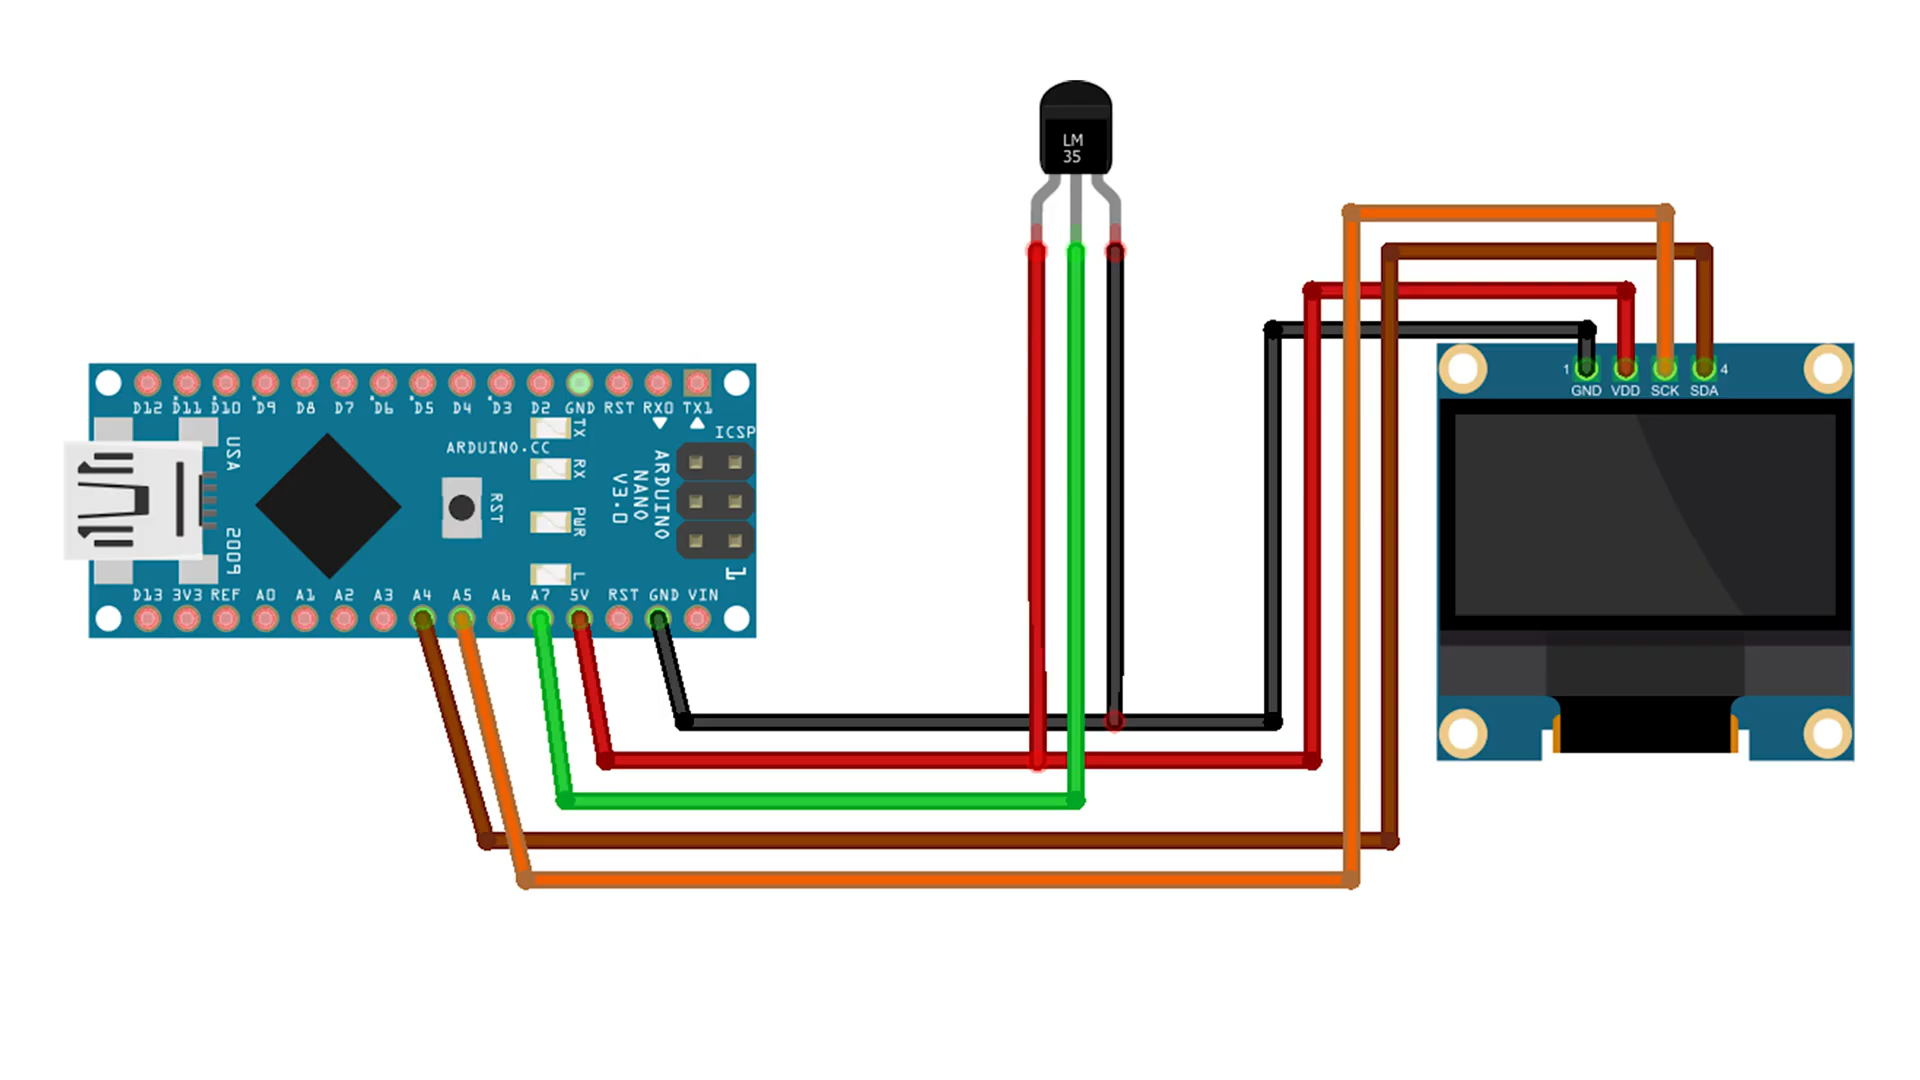 LM
35
1 4
GND VDD SCK SDA
D12 D11 D10 D9 D8 D7 D6 D5 D4 D3 D2 GND RST RX0 TX1
ICSP
ARDUINO.CC
TX
RX
PWR
L
RST
USA
2009
ARDUINO
NANO
V3.0
1
D13 3V3 REF A0 A1 A2 A3 A4 A5 A6 A7 5V RST GND VIN